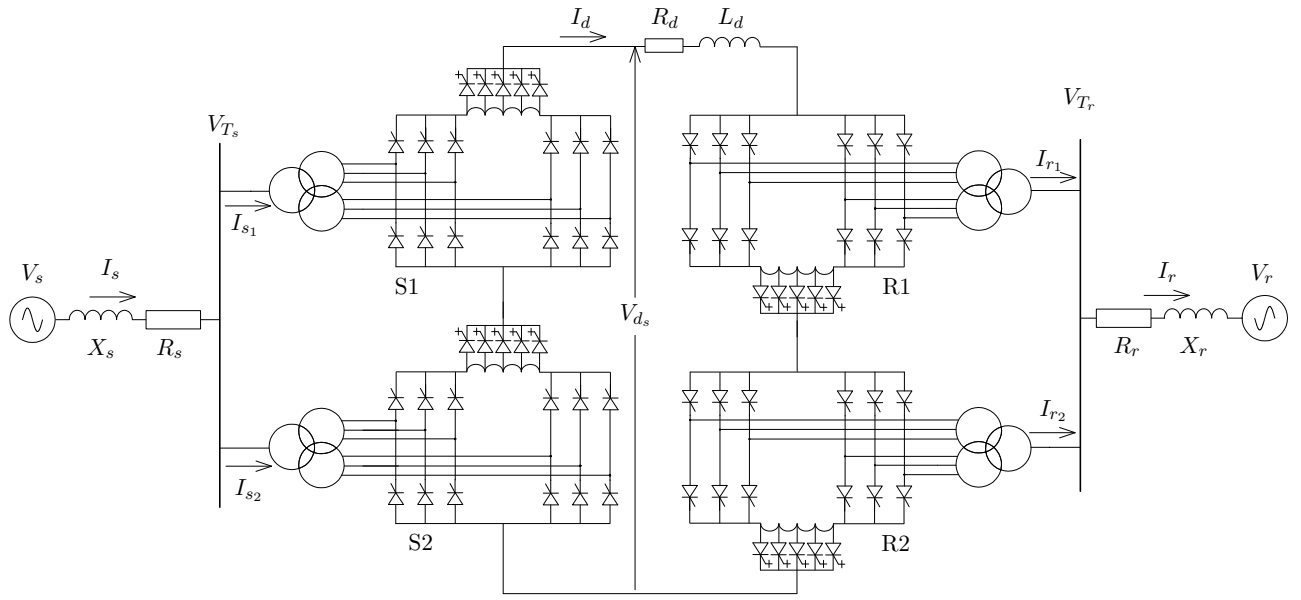 I_d
R_d
L_d
V_{T_s}
V_{T_r}
I_{r_1}
I_{s_1}
S1
R1
V_s
I_s
X_s
R_s
V_{d_s}
I_r
V_r
R_r
X_r
I_{r_2}
I_{s_2}
S2
R2